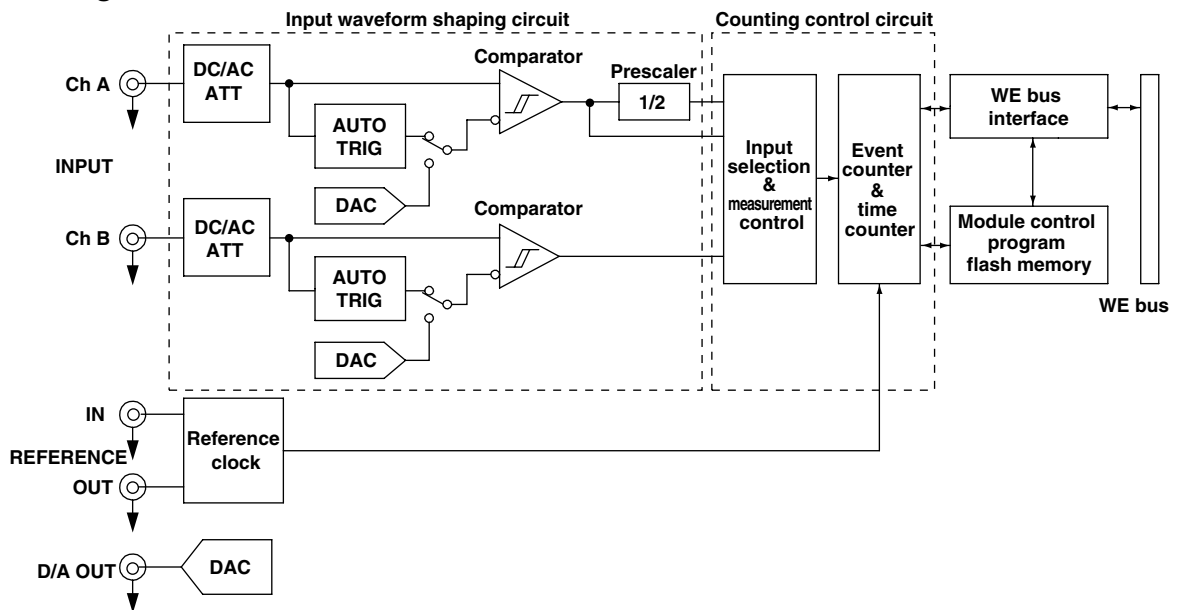 Input waveform shaping circuit
Counting control circuit
Ch A
DC/AC
ATT
Comparator
Prescaler
1/2
AUTO
TRIG
DAC
INPUT
Ch B
DC/AC
ATT
Comparator
AUTO
TRIG
DAC
Input
selection
&
measurement
control
Event
counter
&
time
counter
WE bus
interface
Module control
program
flash memory
WE bus
IN
REFERENCE
OUT
Reference
clock
D/A OUT
DAC